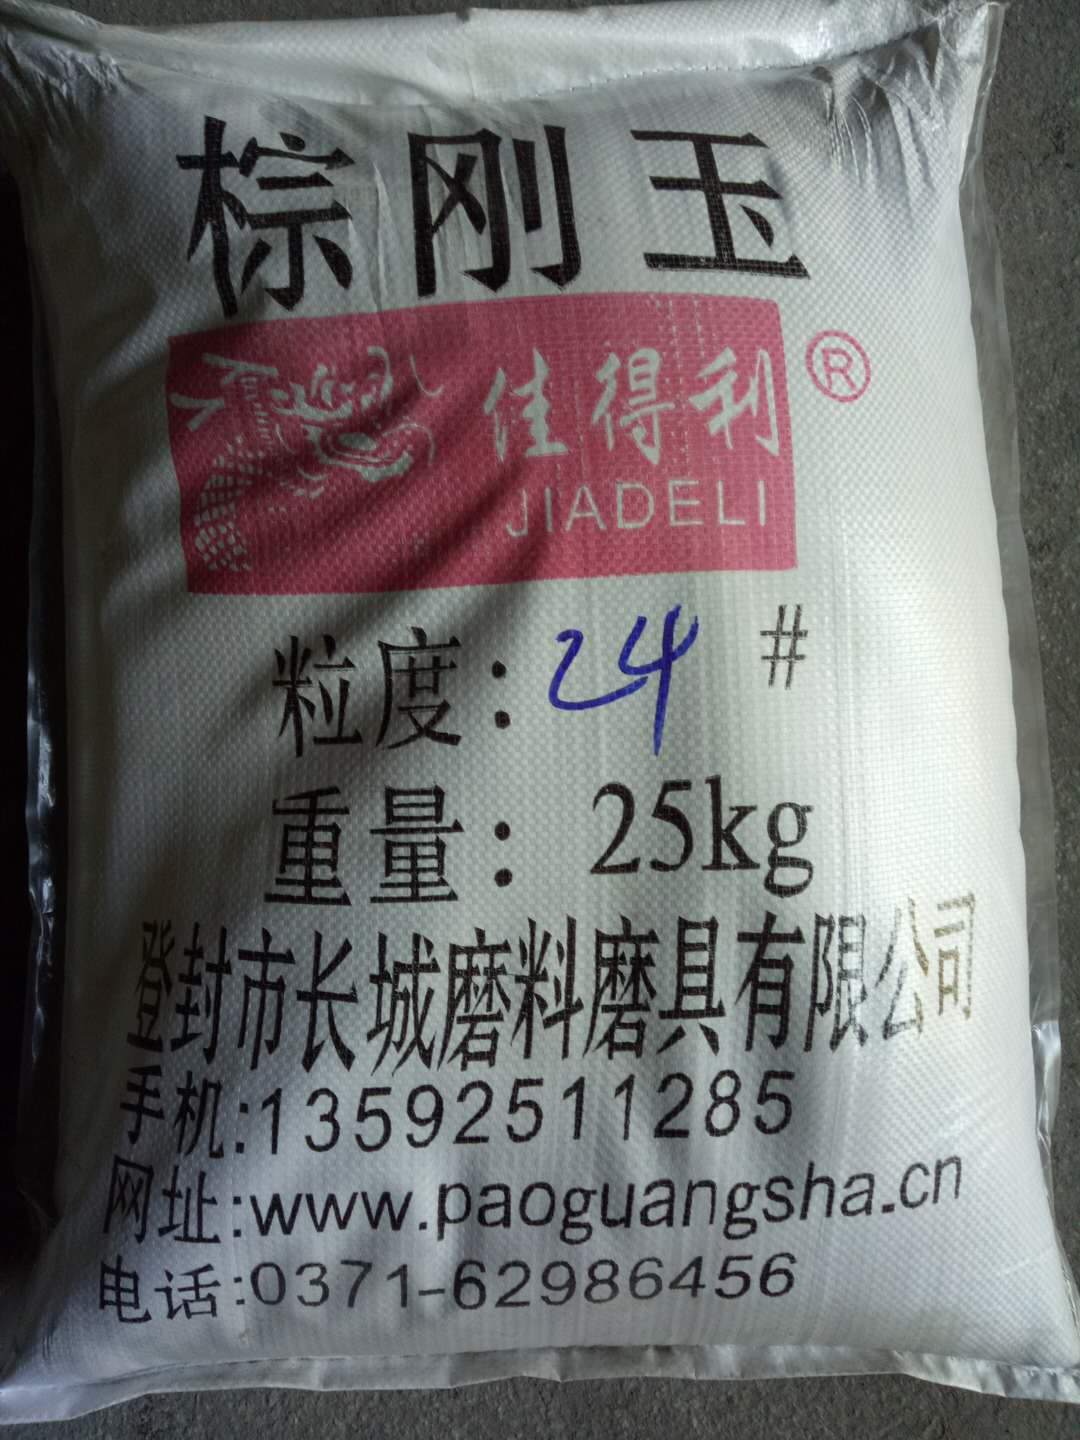 棕刚玉
佳得利®
JIADELI
粒度：24#
重量：25kg
登封市长城磨料磨具有限公司
手机:13592511285
网址:www.paoguangsha.cn
电话:0371-62986456